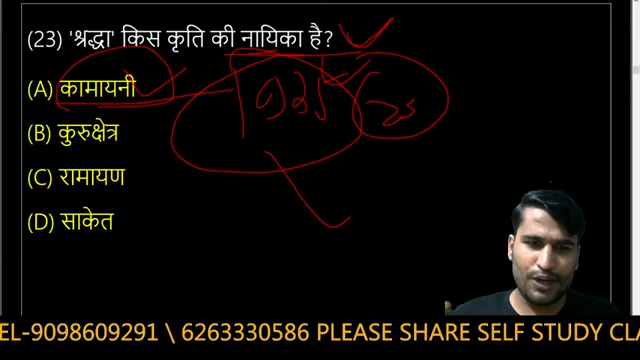 (23) 'श्रद्धा' किस कृति की नायिका है?
(A) कामायनी
(B) कुरुक्षेत्र
(C) रामायण
(D) साकेत
EL-9098609291 \ 6263330586 PLEASE SHARE SELF STUDY CLA